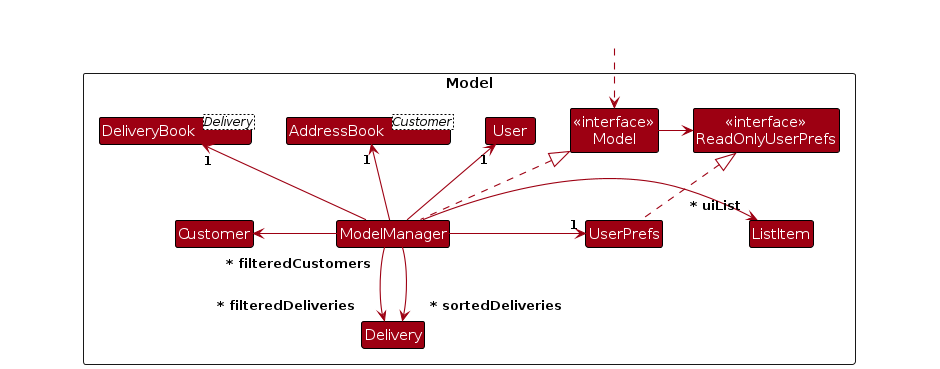 Model
DeliveryBook
Delivery
AddressBook
Customer
User
«interface»
Model
«interface»
ReadOnlyUserPrefs
1
1
1
* uiList
1
Customer
ModelManager
UserPrefs
ListItem
* filteredCustomers
* filteredDeliveries
* sortedDeliveries
Delivery